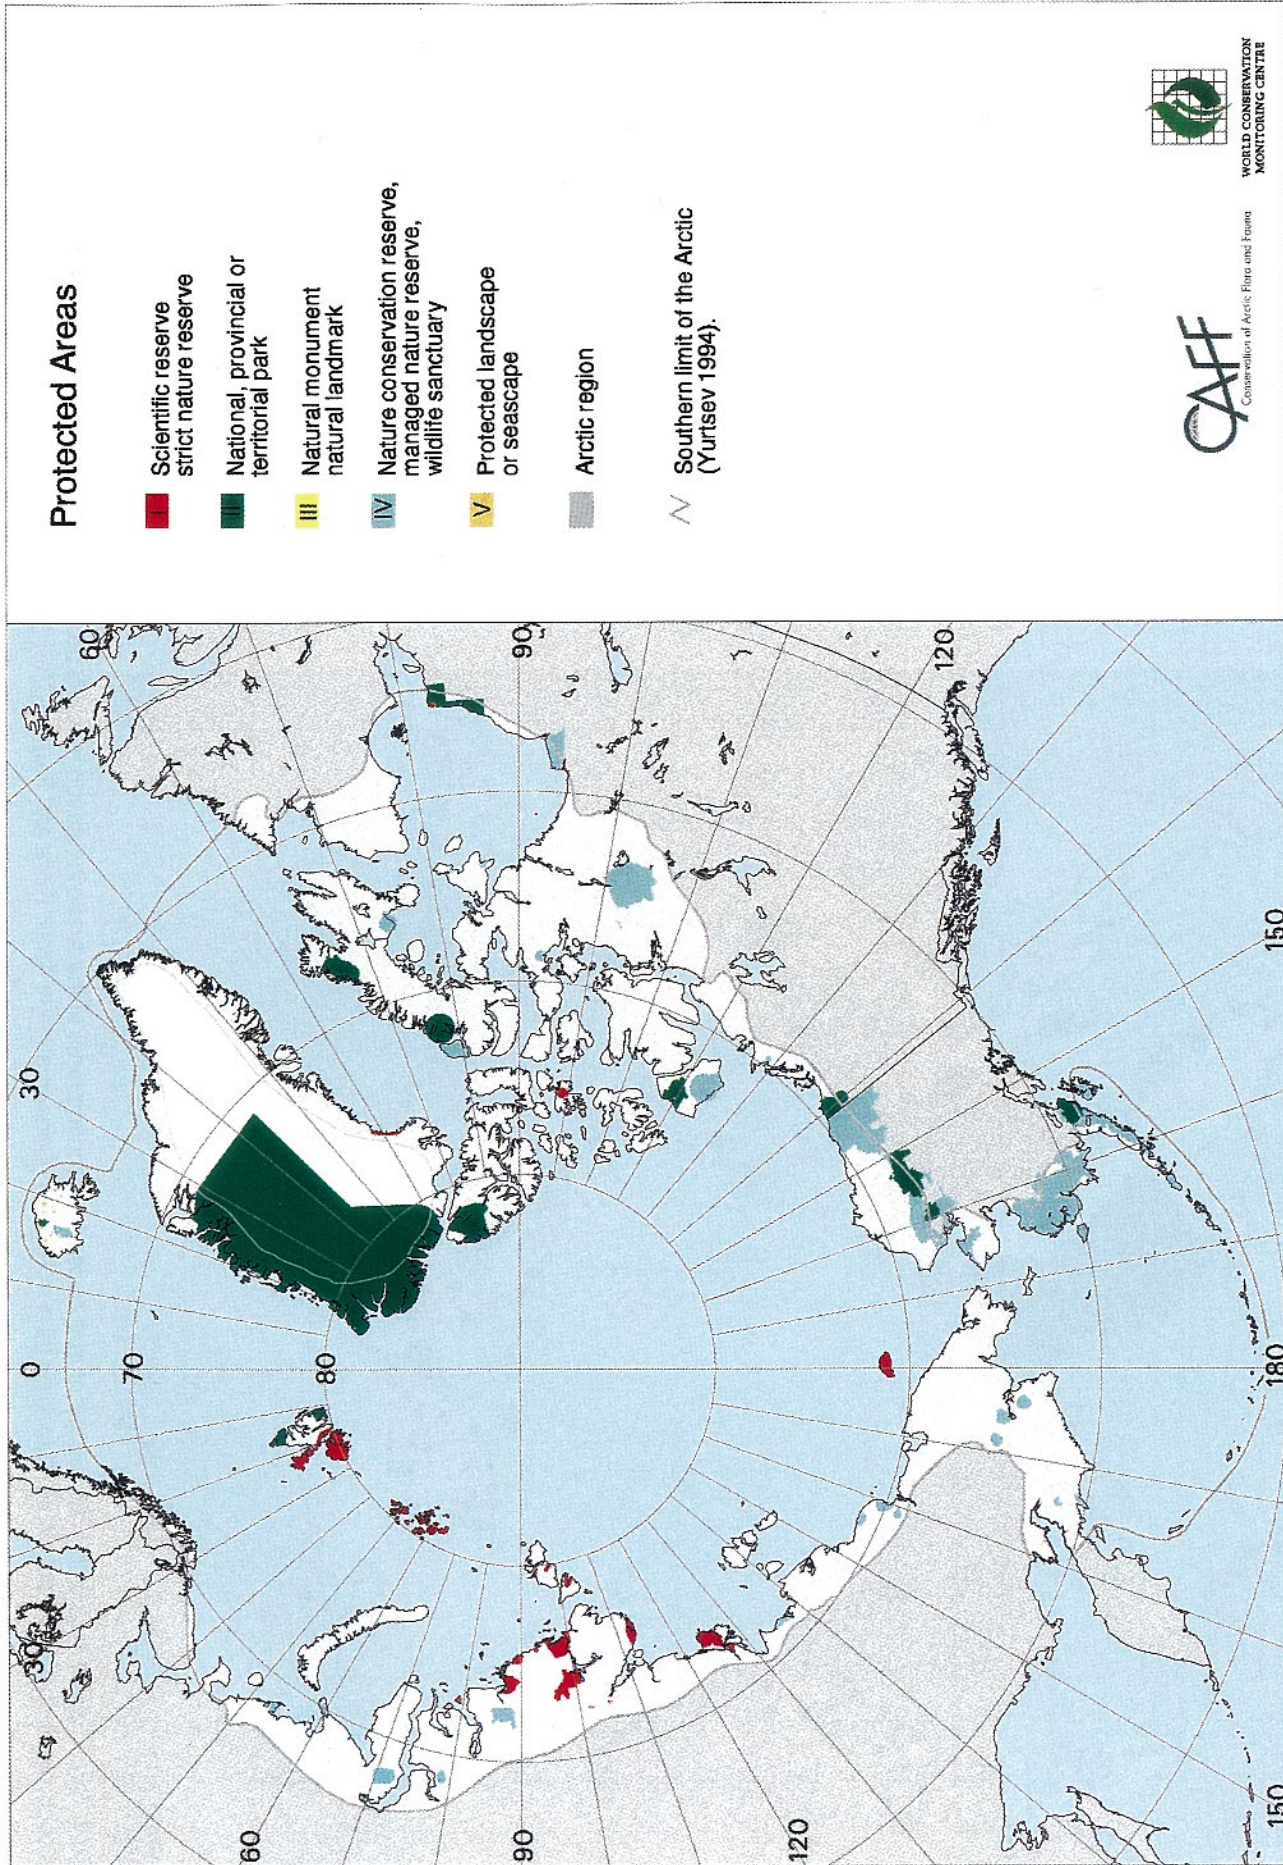 Protected Areas
I Scientific reserve
strict nature reserve
II National, provincial or
territorial park
III Natural monument
natural landmark
IV Nature conservation reserve,
managed nature reserve,
wildlife sanctuary
V Protected landscape
or seascape
Arctic region
Southern limit of the Arctic
(Yurtsev 1994).
CAFF
Conservation of Arctic Flora and Fauna
WORLD CONSERVATION
MONITORING CENTRE
60
90
120
150
180
150
120
90
60
30
0
30
70
80